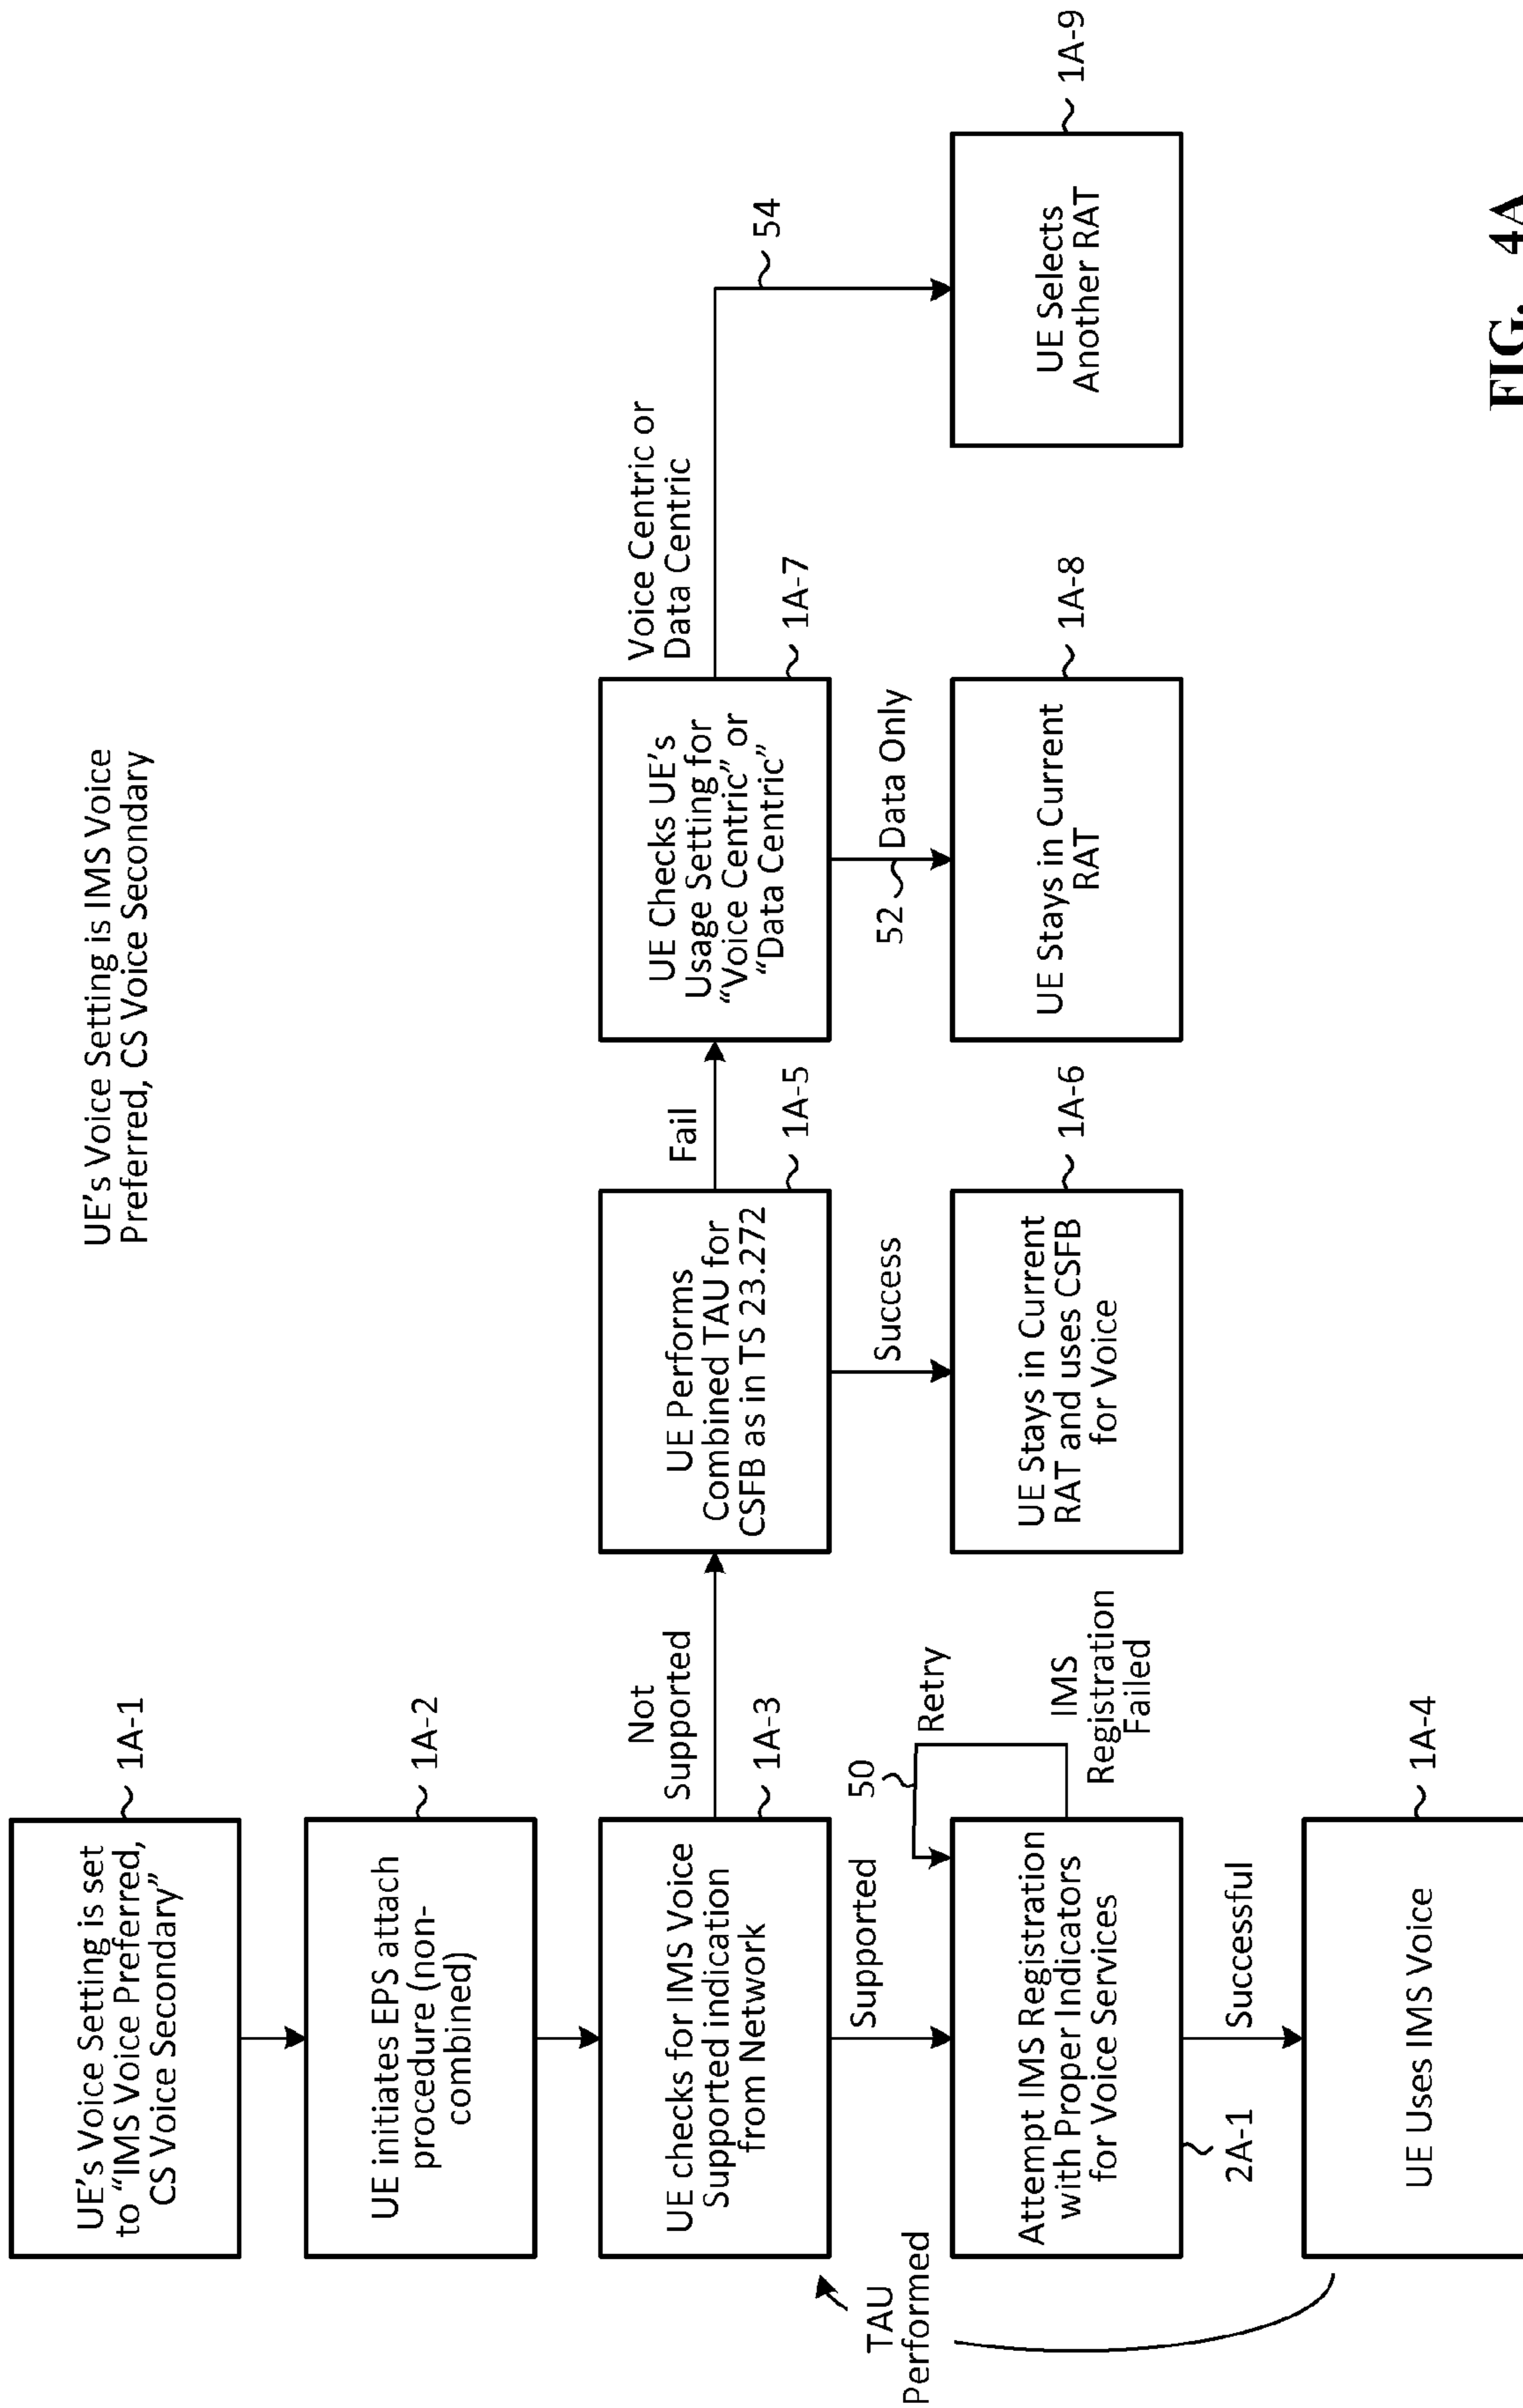 UE's Voice Setting is IMS Voice
Preferred, CS Voice Secondary
UE's Voice Setting is set
to “IMS Voice Preferred,
CS Voice Secondary”
1A-1
UE initiates EPS attach
procedure (non-
combined)
1A-2
UE checks for IMS Voice
Supported indication
from Network
1A-3
Not
Supported
UE Performs
Combined TAU for
CSFB as in TS 23.272
1A-5
Fail
UE Checks UE's
Usage Setting for
“Voice Centric” or
“Data Centric”
1A-7
Voice Centric or
Data Centric
54
Supported
Success
52
Data Only
TAU
Performed
Attempt IMS Registration
with Proper Indicators
for Voice Services
2A-1
50
Retry
IMS
Registration
Failed
UE Stays in Current
RAT and uses CSFB
for Voice
1A-6
UE Stays in Current
RAT
1A-8
UE Selects
Another RAT
1A-9
Successful
UE Uses IMS Voice
1A-4
FIG. 4A